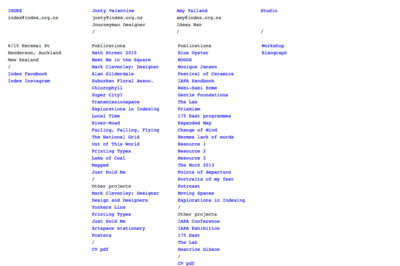 INDEX
index@index.org.nz
6/15 Keremai St
Henderson, Auckland
New Zealand
/
Index Facebook
Index Instagram
Jonty Valentine
jonty@index.org.nz
Journeyman Designer
/
Publications
Bath Street 2015
Meet Me in the Square
Mark Cleverley: Designer
Alan Gilderdale
Suburban Floral Assoc.
Chlorophyll
Super City?
Transmissionspace
Explorations in Indexing
Local Time
River-Road
Failing, Falling, Flying
The National Grid
Out of This World
Printing Types
Lake of Coal
Mapped
Just Hold Me
/
Other projects
Mark Cleverley: Designer
Design and Designers
Yonkers Line
Printing Types
Just Hold Me
Artspace stationery
Posters
/
CV pdf
Amy Yalland
amy@index.org.nz
Ideas Man
/
Publications
Blue Oyster
NODOS
Monique Jansen
Festival of Ceramics
IAPA Sandbook
Wabi-Sabi Home
Gentle Foundations
The Lab
Prismism
175 East programmes
Expanded Map
Change of Mind
Hermes lack of words
Resource 1
Resource 2
Resource 3
The Work 2013
Points of departure
Portraits of my feet
Potroast
Moving Spaces
Explorations in Indexing
/
Other projects
IAPA Conference
IAPA Exhibition
175 East
The Lab
Beatrice Gibson
/
CV pdf
Studio
/
Workshop
Risograph